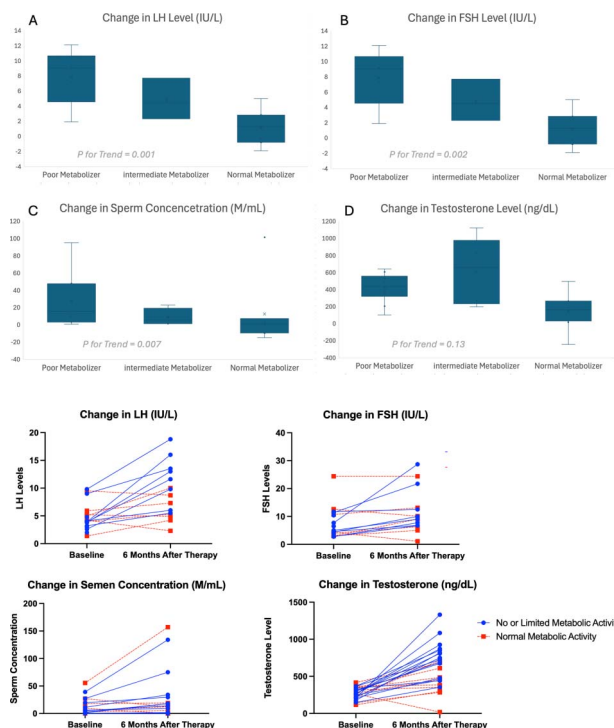 A Change in LH Level (IU/L)
14
12
10
8
6
4
2
0
-2
-4
P for Trend = 0.001
Poor Metabolizer intermediate Metabolizer Normal Metabolizer
B Change in FSH Level (IU/L)
14
12
10
8
6
4
2
0
-2
-4
P for Trend = 0.002
Poor Metabolizer intermediate Metabolizer Normal Metabolizer
C Change in Sperm Concencetration (M/mL)
120
100
80
60
40
20
0
-20
-40
P for Trend = 0.007
Poor Metabolizer intermediate Metabolizer Normal Metabolizer
D Change in Testosterone Level (ng/dL)
1200
1000
800
600
400
200
0
-200
-400
P for Trend = 0.13
Poor Metabolizer intermediate Metabolizer Normal Metabolizer
Change in LH (IU/L)
LH Levels
20
15
10
5
0
Baseline 6 Months After Therapy
Change in FSH (IU/L)
FSH Levels
40
30
20
10
0
Baseline 6 Months After Therapy
Change in Semen Concentration (M/mL)
Sperm Concentration
200
150
100
50
0
Baseline 6 Months After Therapy
Change in Testosterone (ng/dL)
Testosterone Level
1500
1000
500
0
Baseline 6 Months After Therapy
No or Limited Metabolic Activi
Normal Metabolic Activity